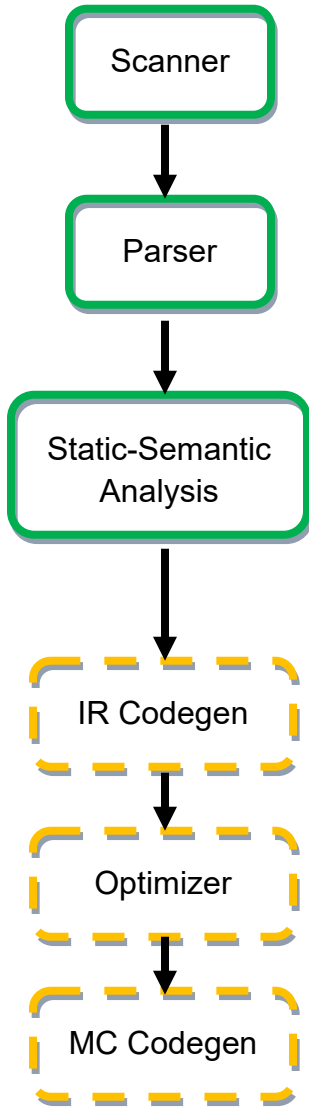 Scanner
Parser
Static-Semantic
Analysis
IR Codegen
Optimizer
MC Codegen